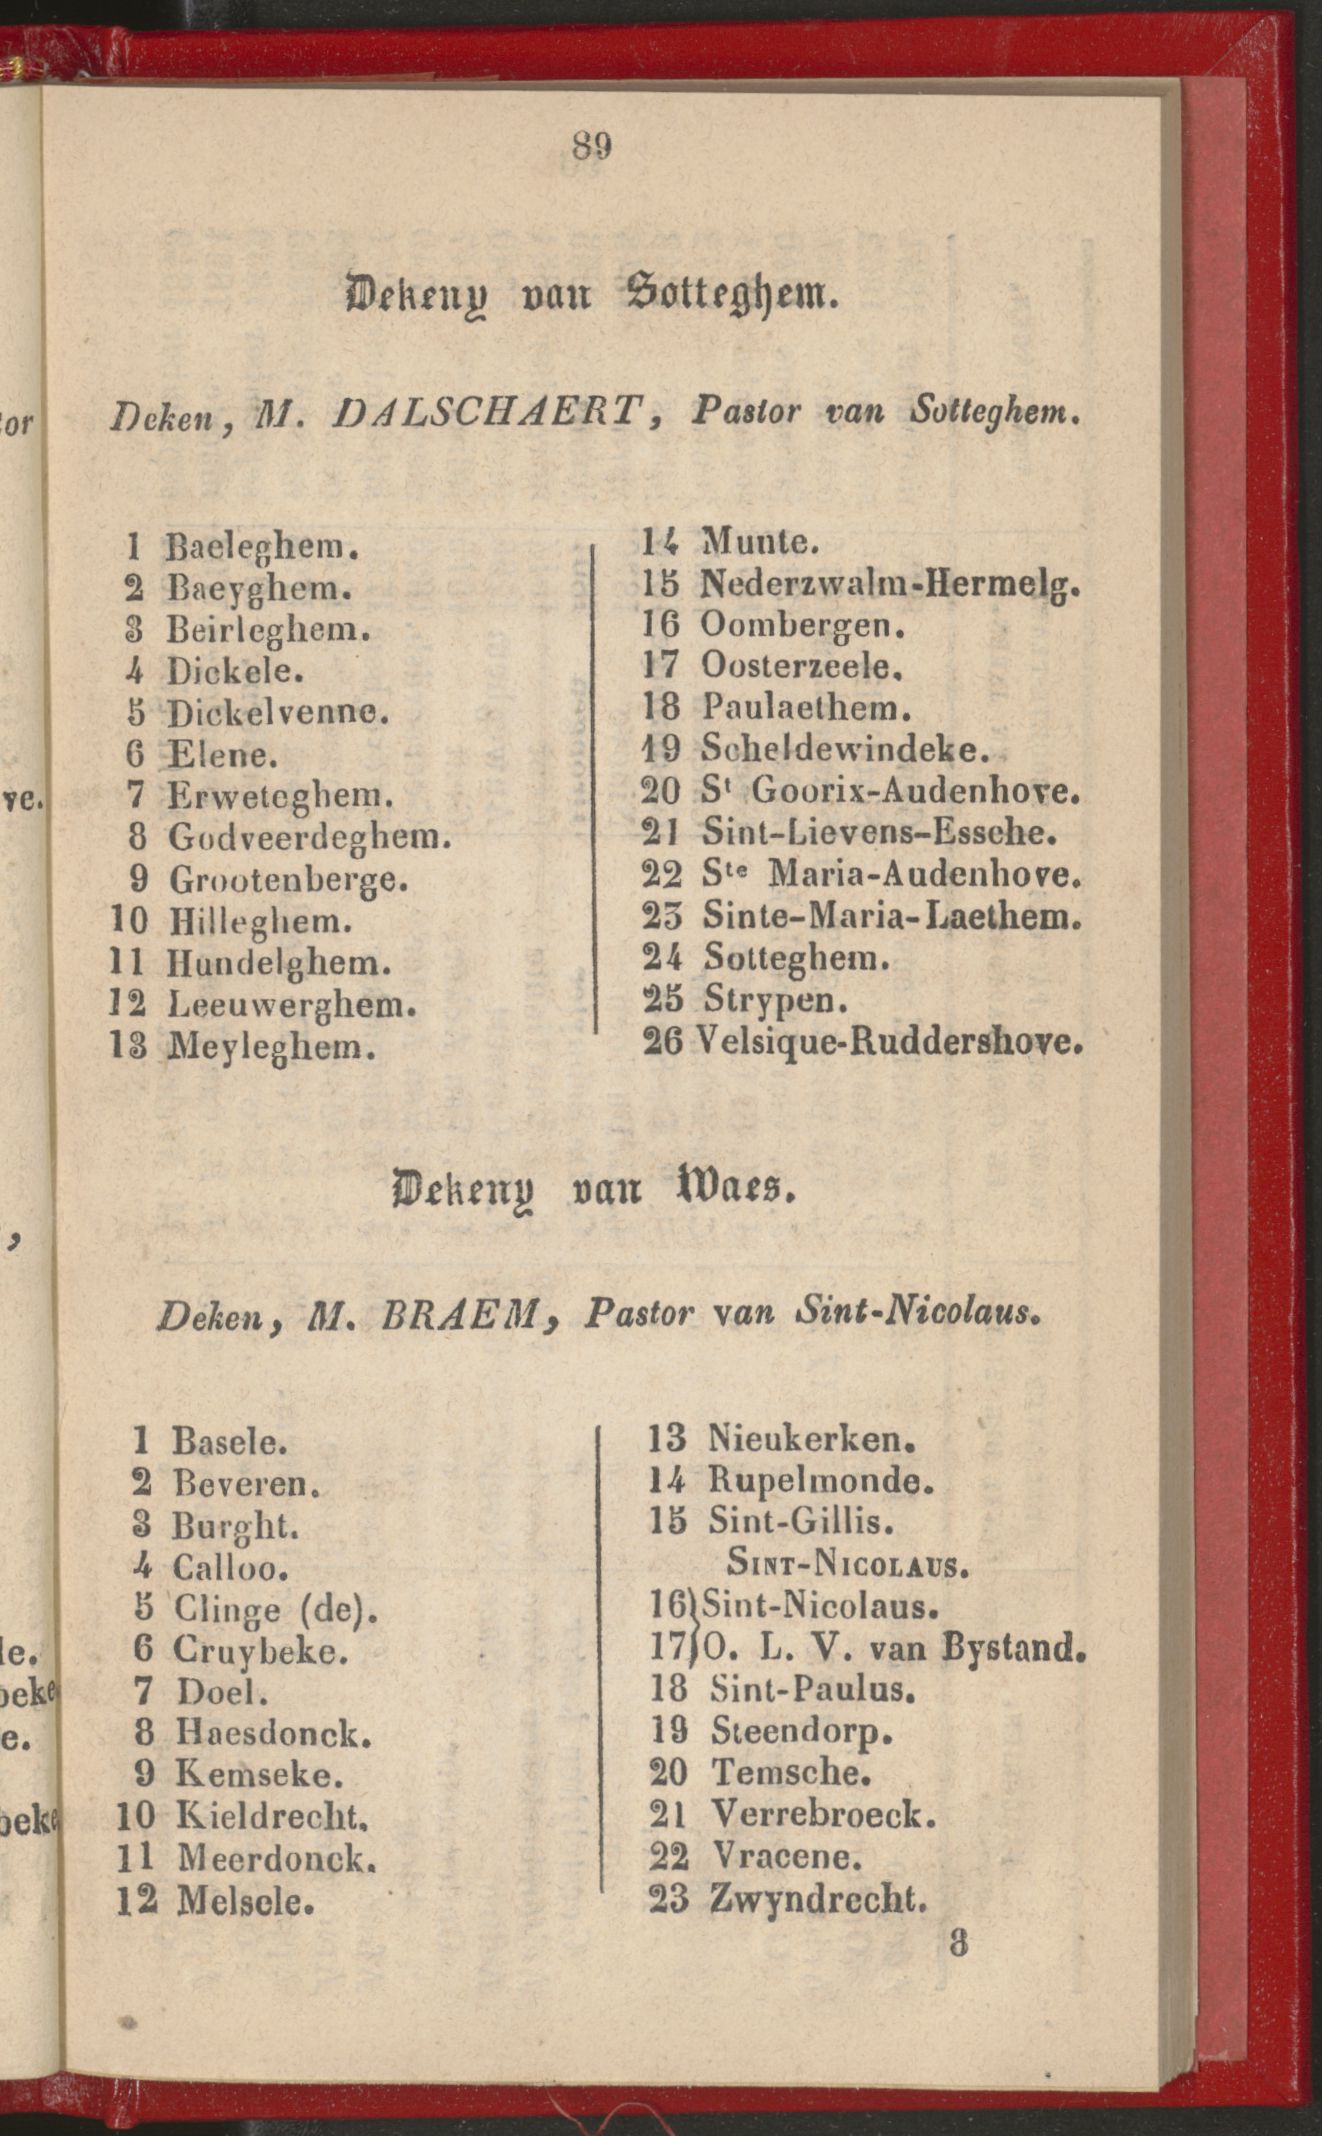 89
Dekeny van Sotteghem.
Deken, M. DALSCHAERT, Pastor van Sotteghem.
1 Baeleghem.
2 Baeyghem.
3 Beirleghem.
4 Dickele.
5 Dickelvenne.
6 Elene.
7 Erweteghem.
8 Godveerdeghem.
9 Grootenberge.
10 Hilleghem.
11 Hundelghem.
12 Leeuwerghem.
13 Meyleghem.
14 Munte.
15 Nederzwalm-Hermelg.
16 Oombergen.
17 Oosterzeele.
18 Paulaethem.
19 Scheldewindeke.
20 St Goorix-Audenhove.
21 Sint-Lievens-Essche.
22 Ste Maria-Audenhove.
23 Sinte-Maria-Laethem.
24 Sotteghem.
25 Strypen.
26 Velsique-Ruddershove.
Dekeny van Waes.
Deken, M. BRAEM, Pastor van Sint-Nicolaus.
1 Basele.
2 Beveren.
3 Burght.
4 Calloo.
5 Clinge (de).
6 Cruybeke.
7 Doel.
8 Haesdonck.
9 Kemseke.
10 Kieldrecht.
11 Meerdonck.
12 Melsele.
13 Nieukerken.
14 Rupelmonde.
15 Sint-Gillis.
SINT-NICOLAUS.
16 Sint-Nicolaus.
17 O. L. V. van Bystand.
18 Sint-Paulus.
19 Steendorp.
20 Temsche.
21 Verrebroeck.
22 Vracene.
23 Zwyndrecht.
8